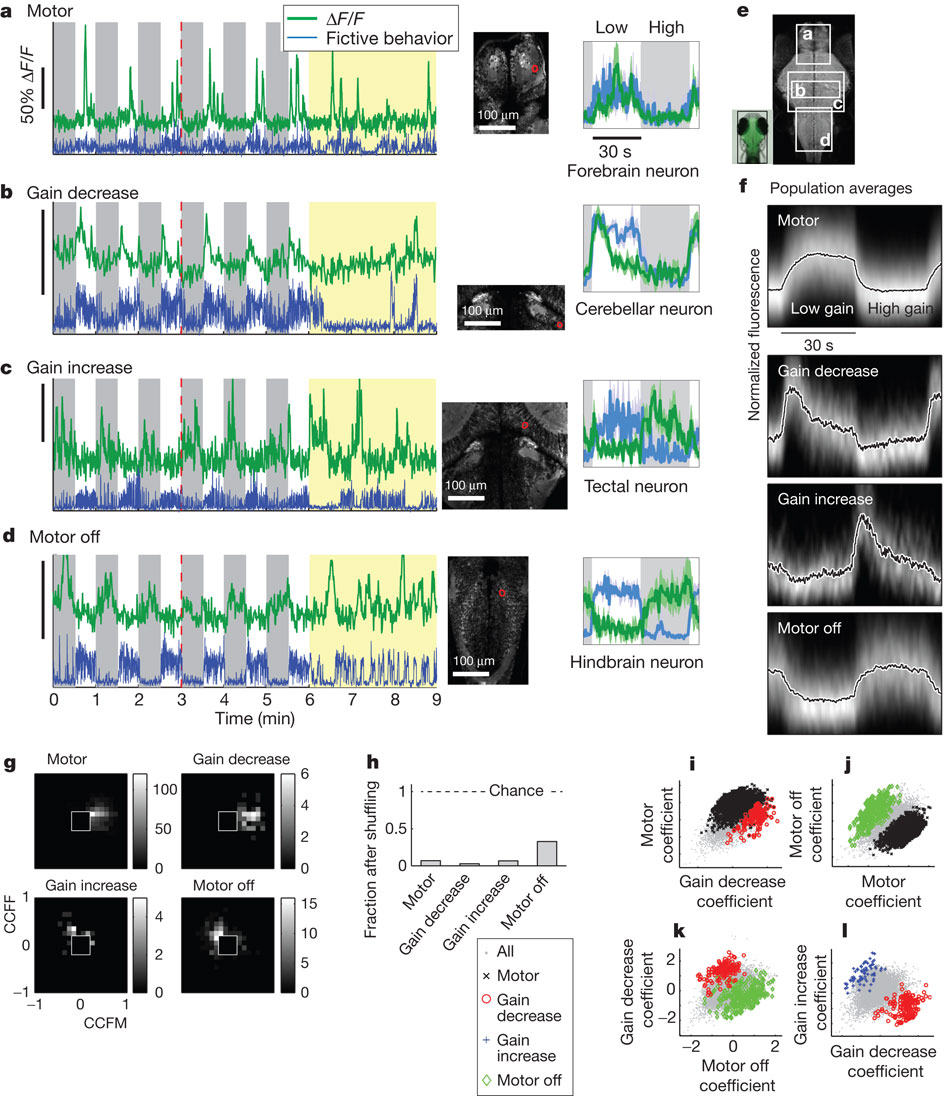 a Motor
ΔF/F
Fictive behavior
50% ΔF/F
100 μm
Low High
30 s
Forebrain neuron
b Gain decrease
100 μm
Cerebellar neuron
c Gain increase
100 μm
Tectal neuron
d Motor off
100 μm
Hindbrain neuron
0 1 2 3 4 5 6 7 8 9
Time (min)
e
a
b
c
d
f Population averages
Normalized fluorescence
Motor
Low gain High gain
30 s
Gain decrease
Gain increase
Motor off
g
Motor Gain decrease
100
50
0
6
4
2
0
Gain increase Motor off
CCFF
1
0
−1
−1 0 1
CCFM
4
2
0
15
10
5
0
h
Fraction after shuffling
1
0.5
0
Chance
Motor
Gain decrease
Gain increase
Motor off
All
Motor
Gain
decrease
Gain
increase
Motor off
i
Motor
coefficient
Gain decrease
coefficient
j
Motor off
coefficient
Motor
coefficient
k
Gain decrease
coefficient
2
0
−2
−2 0 2
Motor off
coefficient
l
Gain increase
coefficient
Gain decrease
coefficient